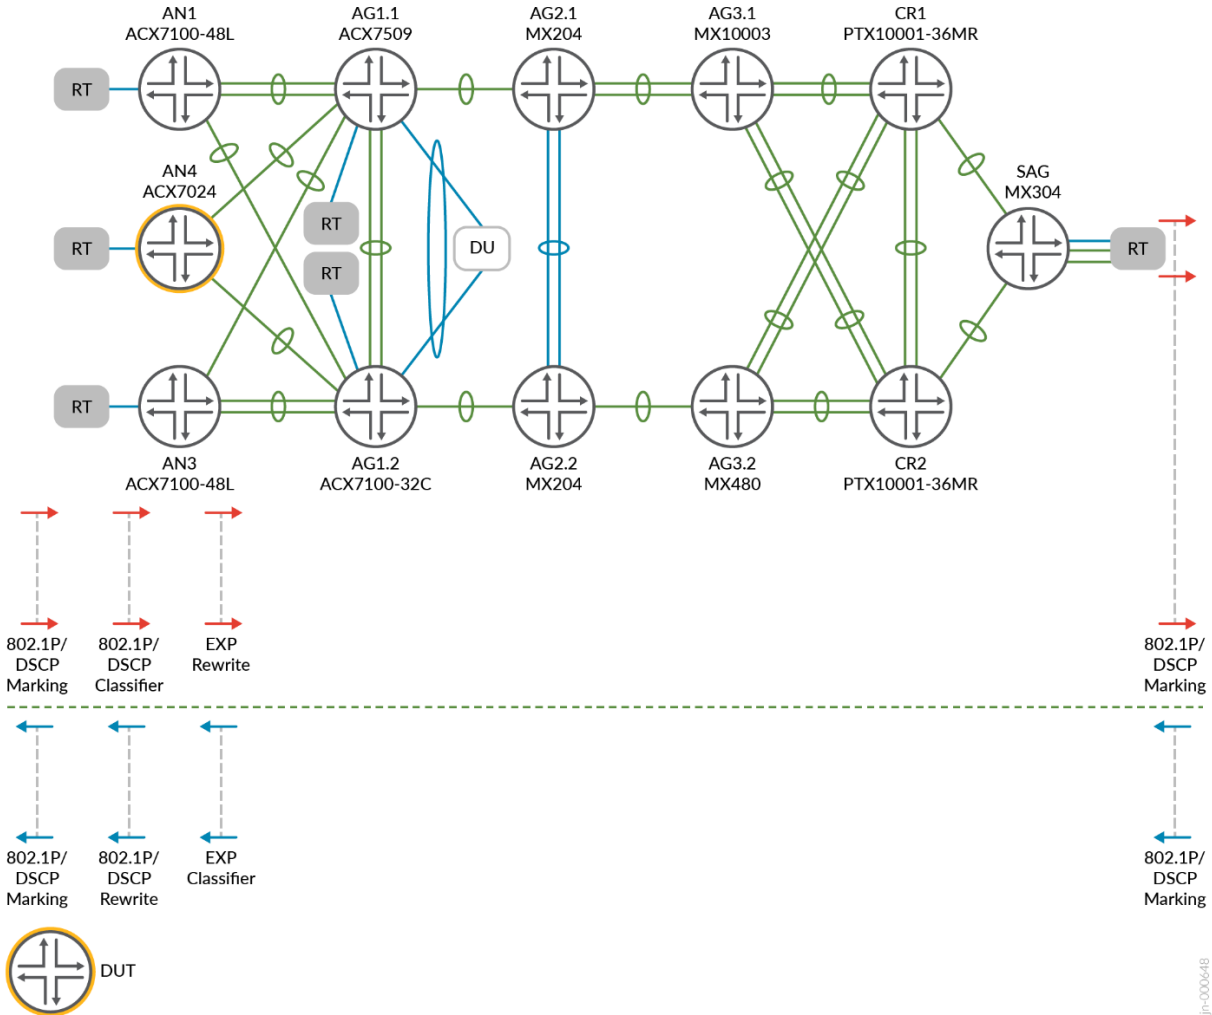 AN1
ACX7100-48L
AG1.1
ACX7509
AG2.1
MX204
AG3.1
MX10003
CR1
PTX10001-36MR
RT
AN4
ACX7024
SAG
MX304
RT
RT
RT
DU
RT
RT
AN3
ACX7100-48L
AG1.2
ACX7100-32C
AG2.2
MX204
AG3.2
MX480
CR2
PTX10001-36MR
802.1P/
DSCP
Marking
802.1P/
DSCP
Classifier
EXP
Rewrite
802.1P/
DSCP
Marking
802.1P/
DSCP
Marking
802.1P/
DSCP
Rewrite
EXP
Classifier
802.1P/
DSCP
Marking
DUT
jn-000648